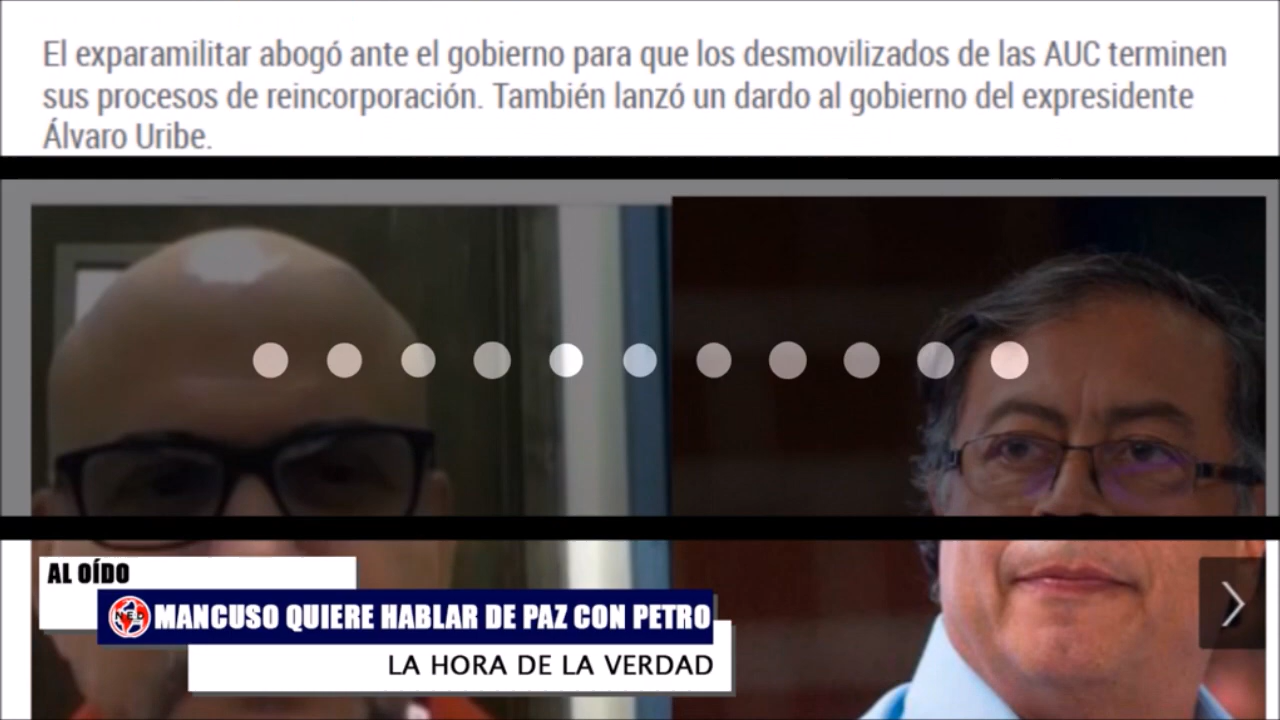 El exparamilitar abogó ante el gobierno para que los desmovilizados de las AUC terminen
sus procesos de reincorporación. También lanzó un dardo al gobierno del expresidente
Álvaro Uribe.
AL OÍDO
MANCUSO QUIERE HABLAR DE PAZ CON PETRO
LA HORA DE LA VERDAD